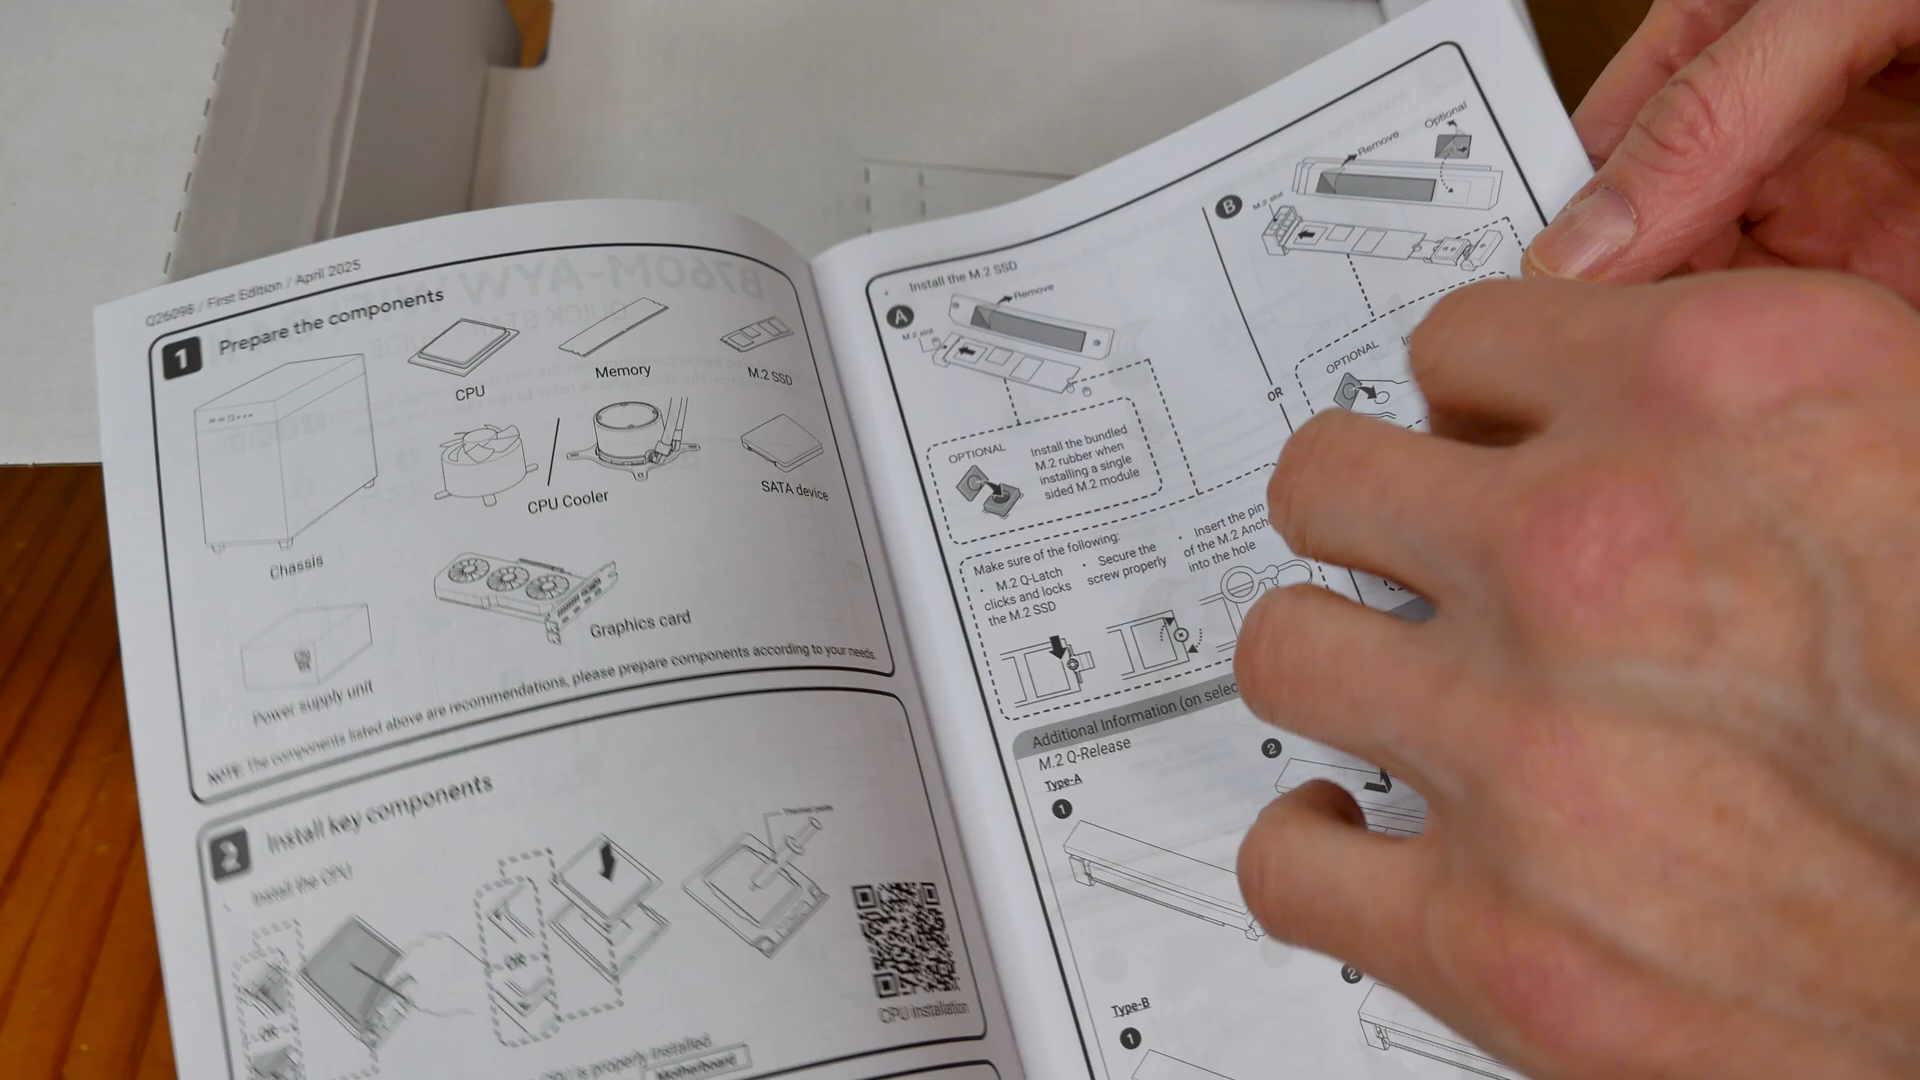 Q26098 / First Edition / April 2025
1 Prepare the components
CPU
Memory
M.2 SSD
CPU Cooler
SATA device
Chassis
Graphics card
Power supply unit
NOTE: The components listed above are recommendations, please prepare components according to your needs.
2 Install key components
Install the CPU
Thermal paste
OR
OR
CPU installation
is properly installed.
Motherboard
Install the M.2 SSD
A
Remove
M.2 slot
OPTIONAL
Install the bundled
M.2 rubber when
installing a single
sided M.2 module
OR
B
Remove
Optional
M.2 slot
OPTIONAL
Make sure of the following:
• M.2 Q-Latch
clicks and locks
the M.2 SSD
• Secure the
screw properly
• Insert the pin
of the M.2
into the hole
Additional Information (on
M.2 Q-Release
Type-A
1
2
Type-B
1
2